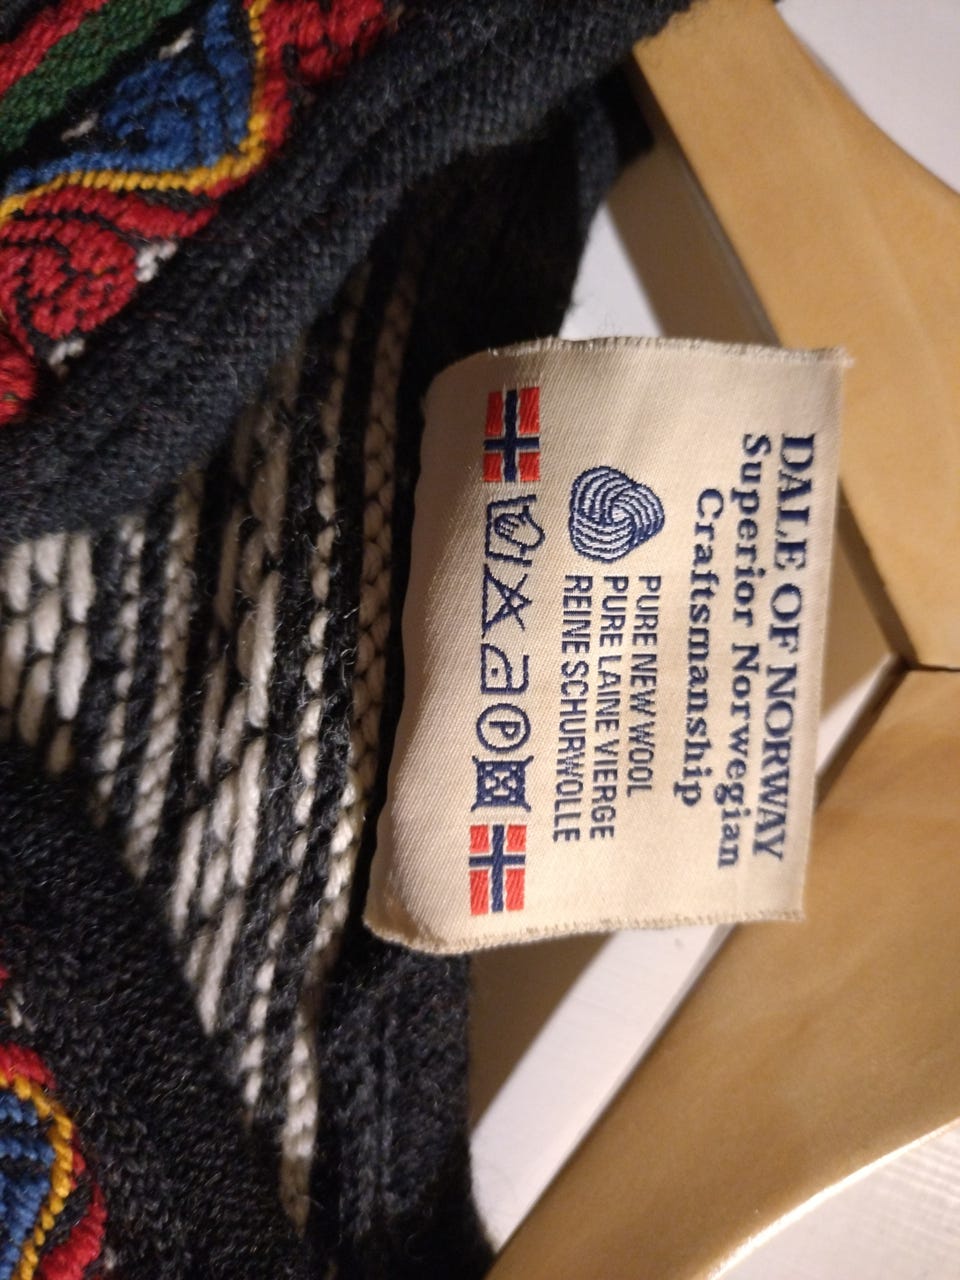 DALE OF NORWAY
Superior Norwegian
Craftsmanship
PURE NEW WOOL
PURE LAINE VIERGE
REINE SCHURWOLLE
P